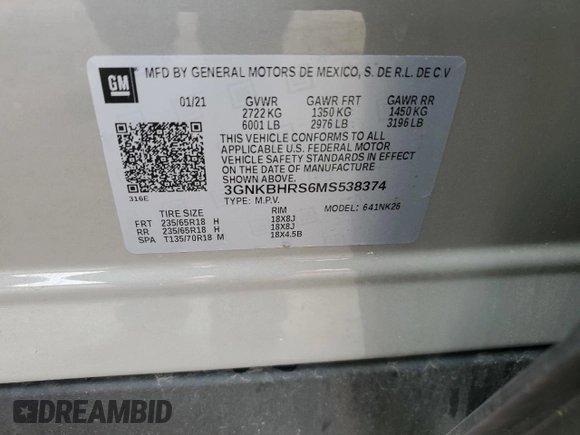 GM
MFD BY GENERAL MOTORS DE MEXICO, S. DE R.L. DE C.V
01/21 GVWR GAWR FRT GAWR RR
2722 KG 1350 KG 1450 KG
6001 LB 2976 LB 3196 LB
THIS VEHICLE CONFORMS TO ALL
APPLICABLE U.S. FEDERAL MOTOR
VEHICLE SAFETY STANDARDS IN EFFECT
ON THE DATE OF MANUFACTURE
SHOWN ABOVE.
3GNKBHRS6MS538374
316E
TYPE: M.P.V. MODEL: 641NK26
TIRE SIZE RIM
FRT 235/65R18 H 18X8J
RR 235/65R18 H 18X8J
SPA T135/70R18 M 18X4.5B
DREAMBID